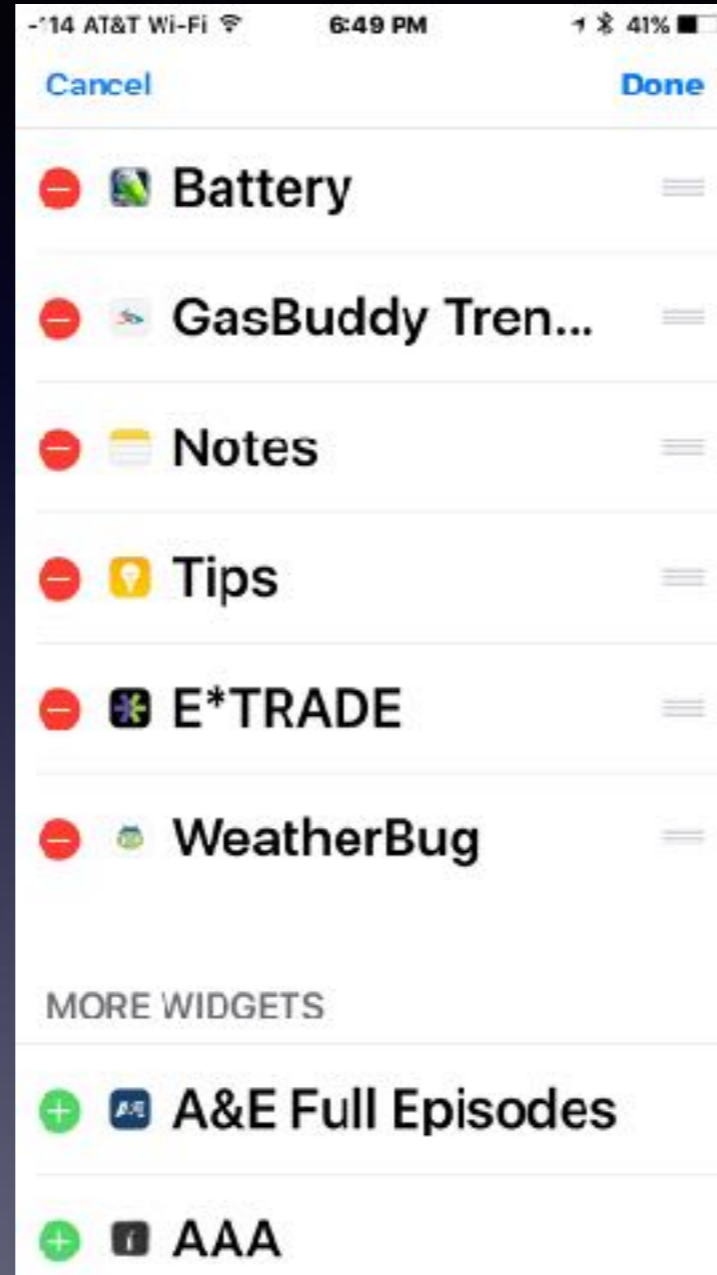 -114 AT&T Wi-Fi 6:49 PM 41%
Cancel Done
Battery
GasBuddy Tren...
Notes
Tips
E*TRADE
WeatherBug
MORE WIDGETS
A&E Full Episodes
AAA